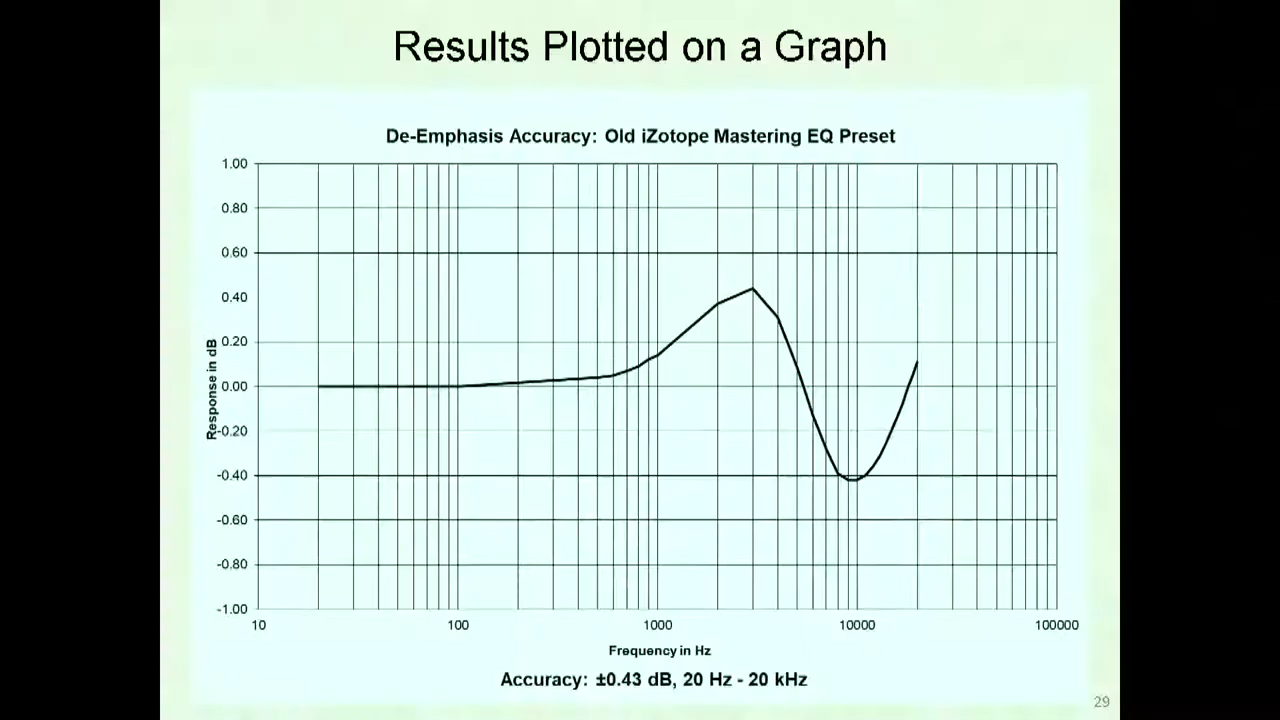 Results Plotted on a Graph
De-Emphasis Accuracy: Old iZotope Mastering EQ Preset
1.00
0.80
0.60
0.40
0.20
0.00
-0.20
-0.40
-0.60
-0.80
-1.00
Response in dB
10 100 1000 10000 100000
Frequency in Hz
Accuracy: ±0.43 dB, 20 Hz - 20 kHz
29